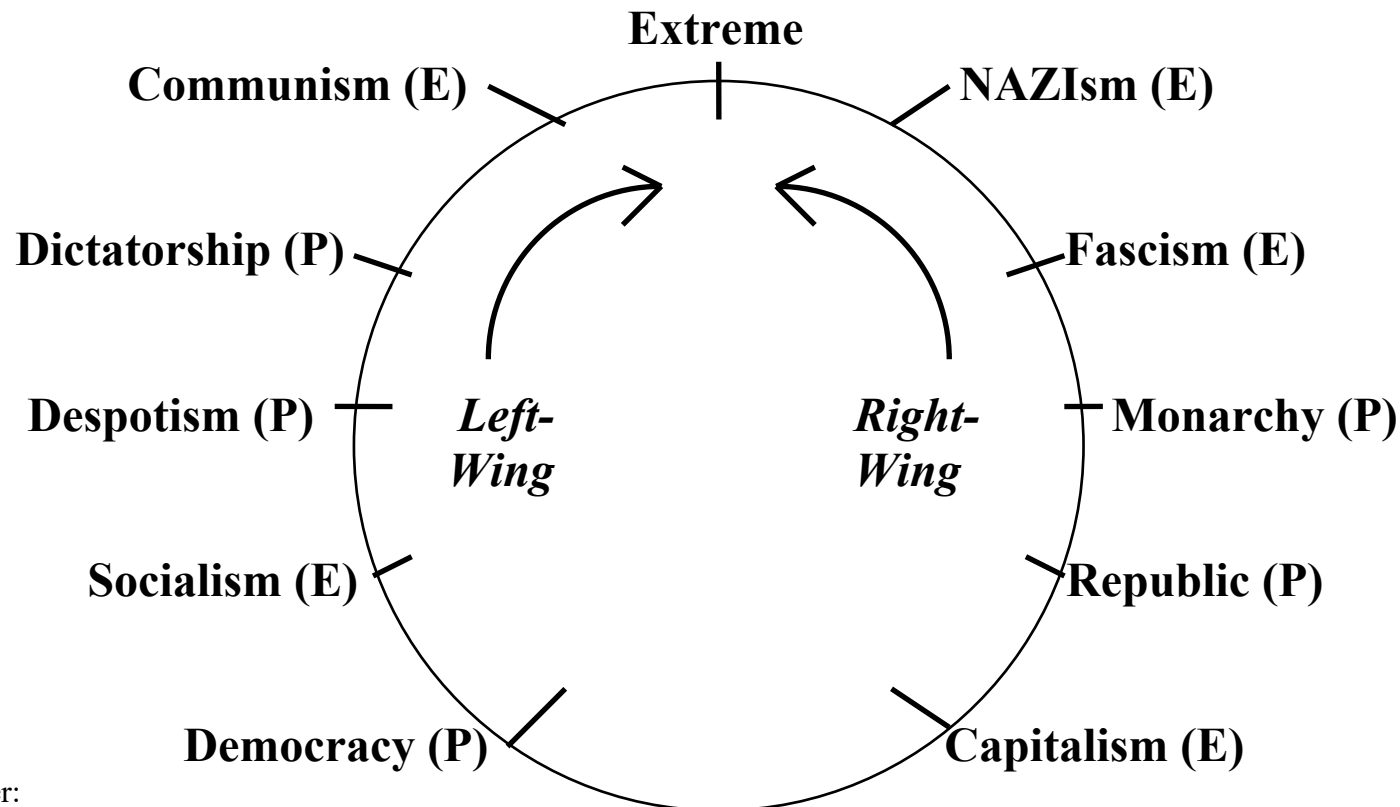 Extreme
Communism (E)
NAZIsm (E)
Dictatorship (P)
Fascism (E)
Despotism (P)
Left-
Wing
Right-
Wing
Monarchy (P)
Socialism (E)
Republic (P)
Democracy (P)
Capitalism (E)